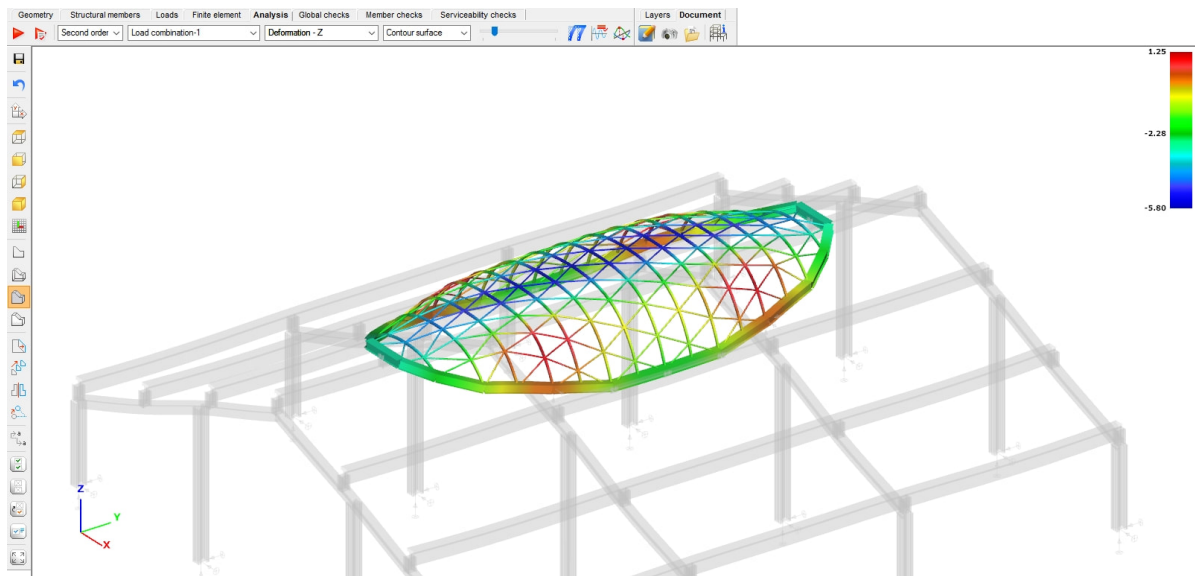 Geometry Structural members Loads Finite element Analysis Global checks Member checks Serviceability checks Layers Document
Second order Load combination-1 Deformation - Z Contour surface
1.25
-2.28
-5.80
Z
Y
X